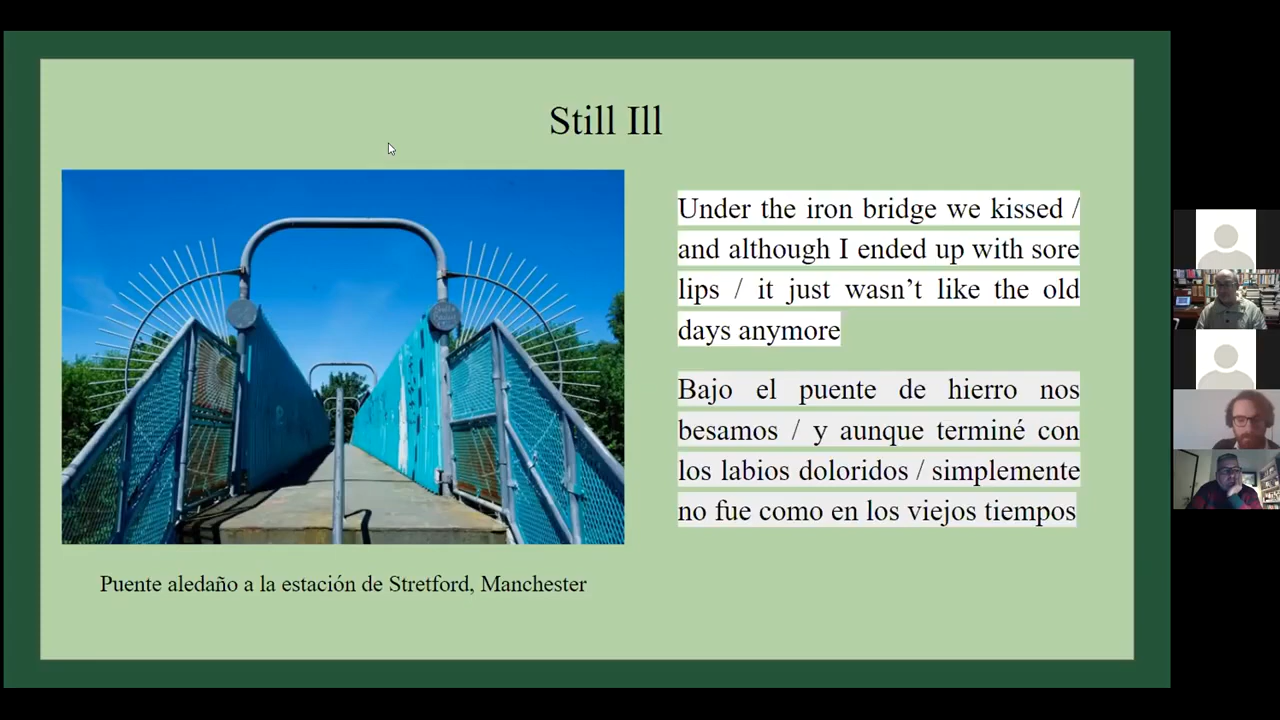 Still Ill
Under the iron bridge we kissed /
and although I ended up with sore
lips / it just wasn’t like the old
days anymore
Bajo el puente de hierro nos
besamos / y aunque terminé con
los labios doloridos / simplemente
no fue como en los viejos tiempos
Puente aledaño a la estación de Stretford, Manchester